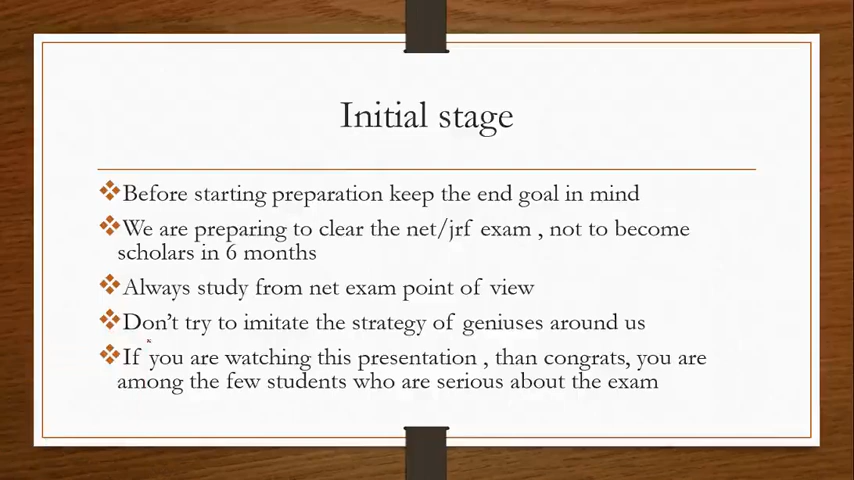 Initial stage
Before starting preparation keep the end goal in mind
We are preparing to clear the net/jrf exam , not to become
scholars in 6 months
Always study from net exam point of view
Don't try to imitate the strategy of geniuses around us
If you are watching this presentation , than congrats, you are
among the few students who are serious about the exam